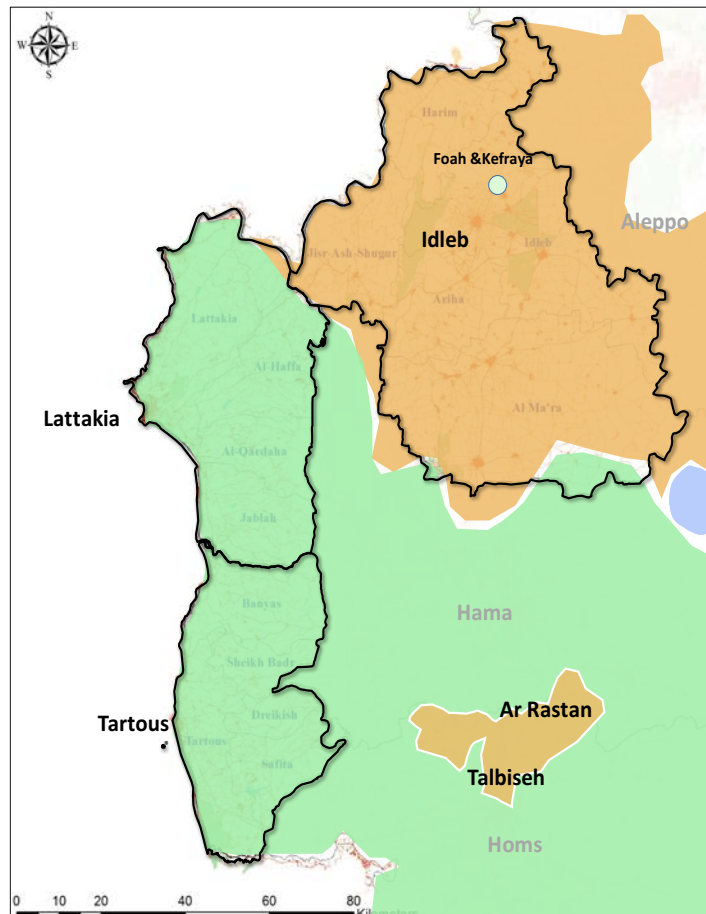 N
W E
S
Harim
Foah &Kefraya
Aleppo
Idleb
Idleb
Jisr-Ash-Shugur
Ariha
Lattakia
Al-Haffa
Lattakia
Al Ma'ra
Al-Qardaha
Jablah
Banyas
Hama
Sheikh Badr
Ar Rastan
Dreikish
Tartous
Tartous
Safita
Talbiseh
Homs
0 10 20 40 60 80
Kilometers